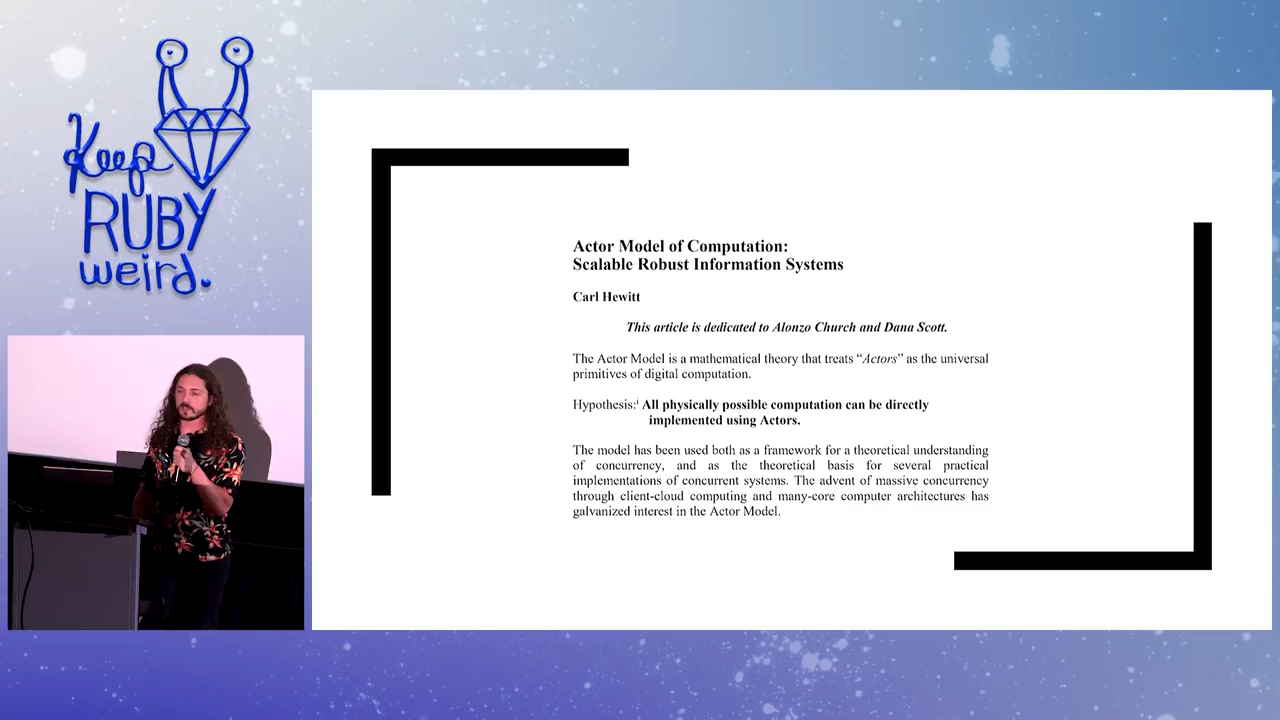 Keep
RUBY
weird.
Actor Model of Computation:
Scalable Robust Information Systems
Carl Hewitt
This article is dedicated to Alonzo Church and Dana Scott.
The Actor Model is a mathematical theory that treats “Actors” as the universal
primitives of digital computation.
Hypothesis:i All physically possible computation can be directly
implemented using Actors.
The model has been used both as a framework for a theoretical understanding
of concurrency, and as the theoretical basis for several practical
implementations of concurrent systems. The advent of massive concurrency
through client-cloud computing and many-core computer architectures has
galvanized interest in the Actor Model.